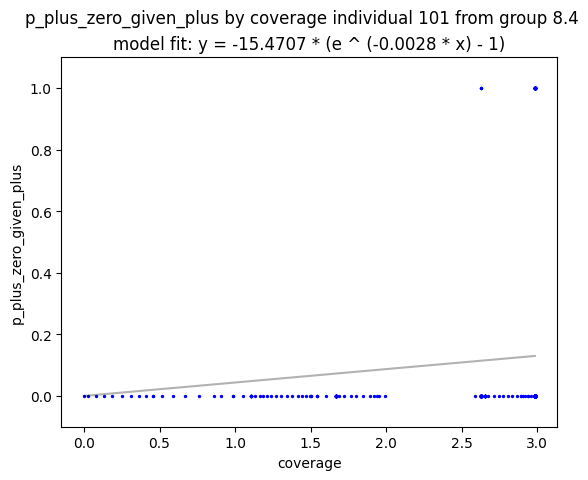 p_plus_zero_given_plus by coverage individual 101 from group 8.4
model fit: y = -15.4707 * (e ^ (-0.0028 * x) - 1)
1.0
0.8
0.6
0.4
0.2
0.0
p_plus_zero_given_plus
0.0 0.5 1.0 1.5 2.0 2.5 3.0
coverage